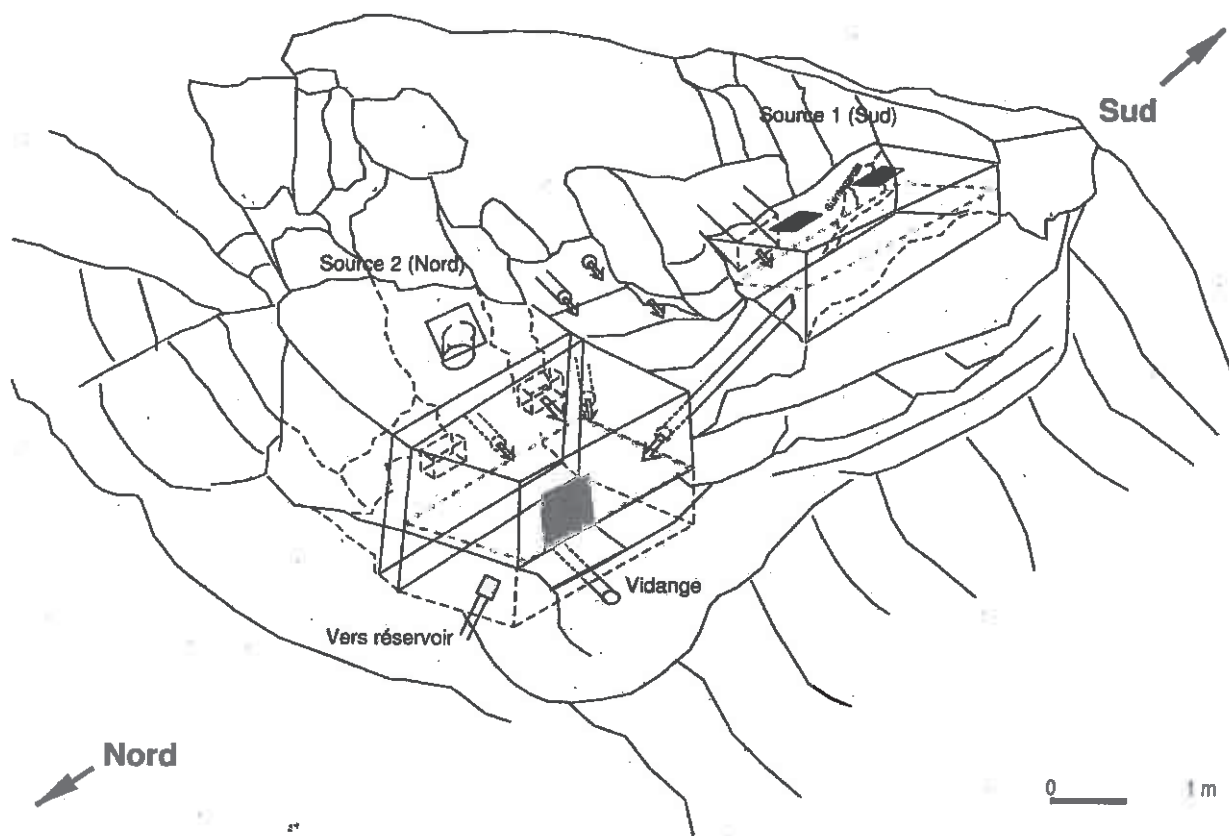 Sud
Source 1 (Sud)
Source 2 (Nord)
Vidange
Vers réservoir
Nord
0 1 m